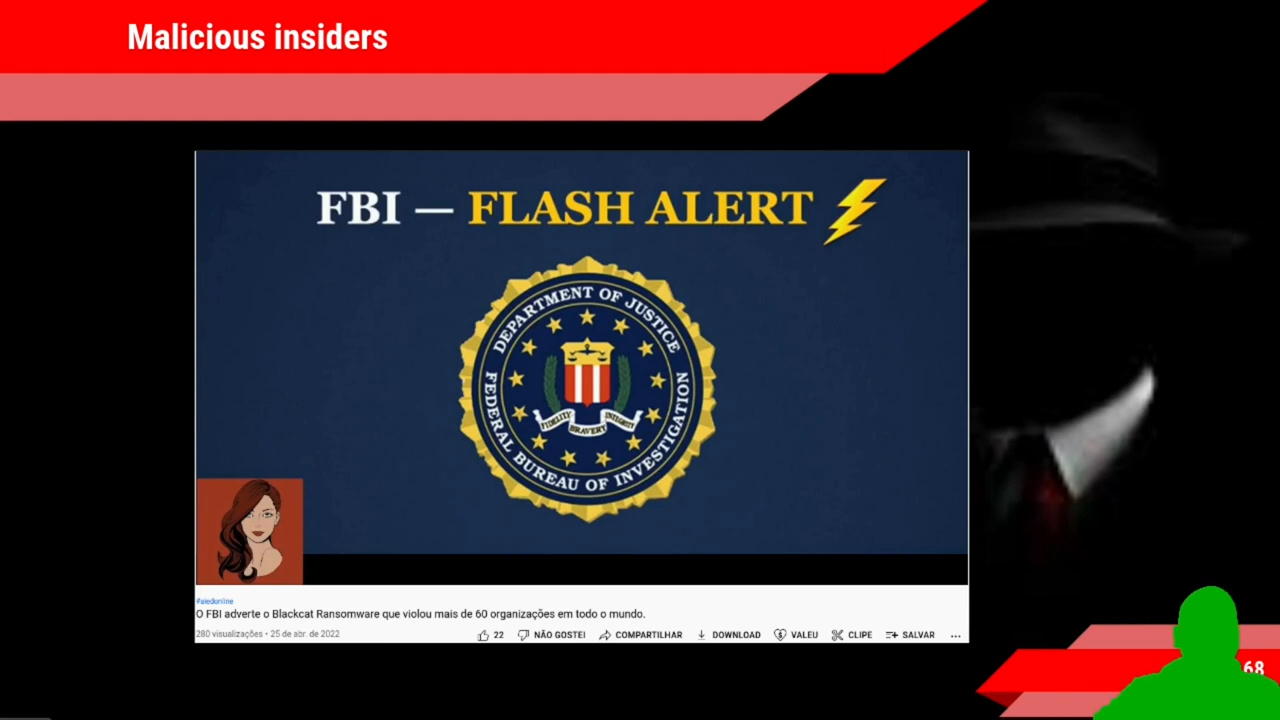 Malicious insiders
FBI — FLASH ALERT
DEPARTMENT OF JUSTICE
FEDERAL BUREAU OF INVESTIGATION
FIDELITY BRAVERY INTEGRITY
#aiedonline
O FBI adverte o Blackcat Ransomware que violou mais de 60 organizações em todo o mundo.
280 visualizações • 25 de abr. de 2022 22 NÃO GOSTEI COMPARTILHAR DOWNLOAD VALEU CLIPE SALVAR ...
68